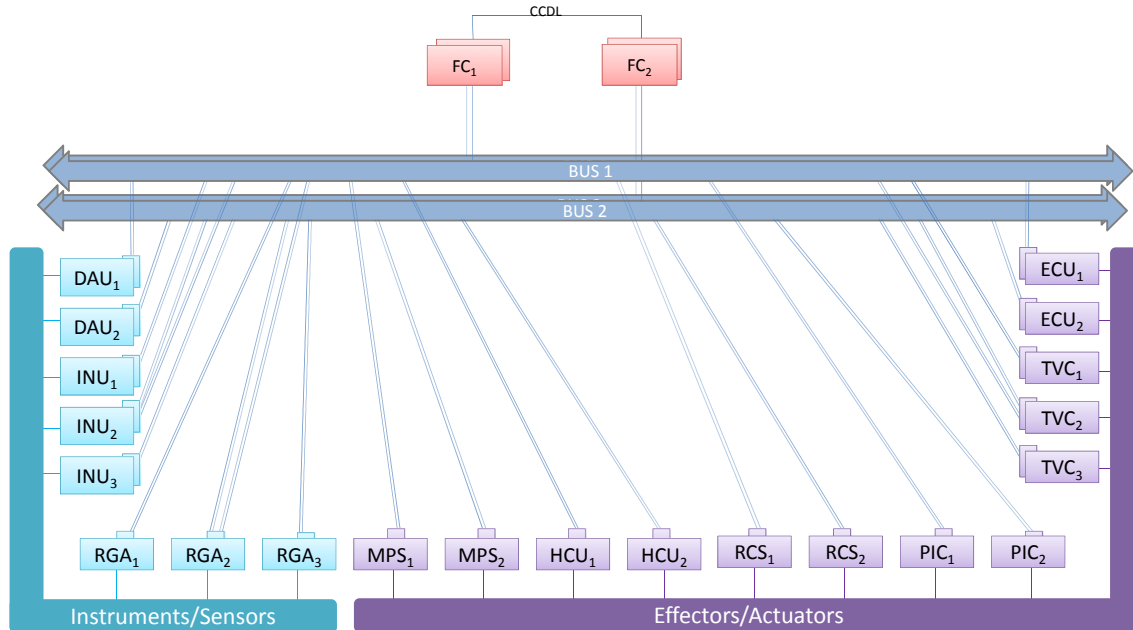 CCDL
FC1
FC2
BUS 1
BUS 2
DAU1
DAU2
INU1
INU2
INU3
ECU1
ECU2
TVC1
TVC2
TVC3
RGA1
RGA2
RGA3
MPS1
MPS2
HCU1
HCU2
RCS1
RCS2
PIC1
PIC2
Instruments/Sensors
Effectors/Actuators